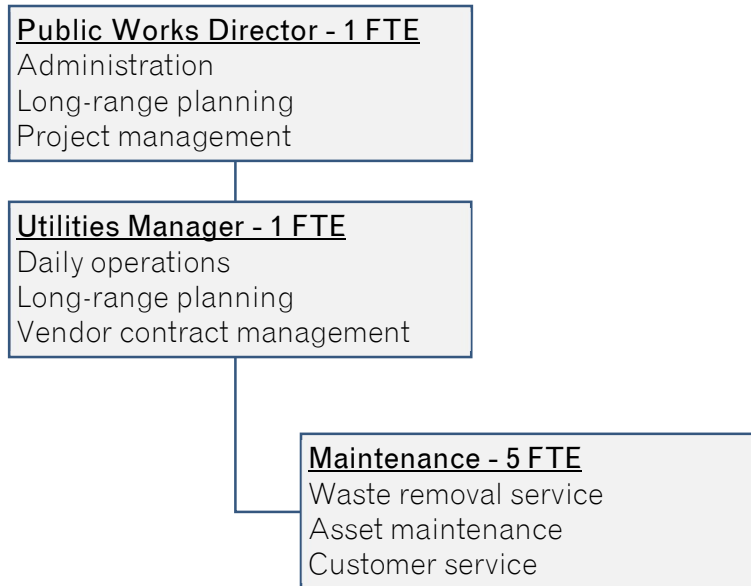 Public Works Director - 1 FTE
Administration
Long-range planning
Project management
Utilities Manager - 1 FTE
Daily operations
Long-range planning
Vendor contract management
Maintenance - 5 FTE
Waste removal service
Asset maintenance
Customer service